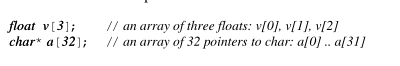 float v[3]; // an array of three floats: v[0], v[1], v[2]
char* a[32]; // an array of 32 pointers to char: a[0] .. a[31]